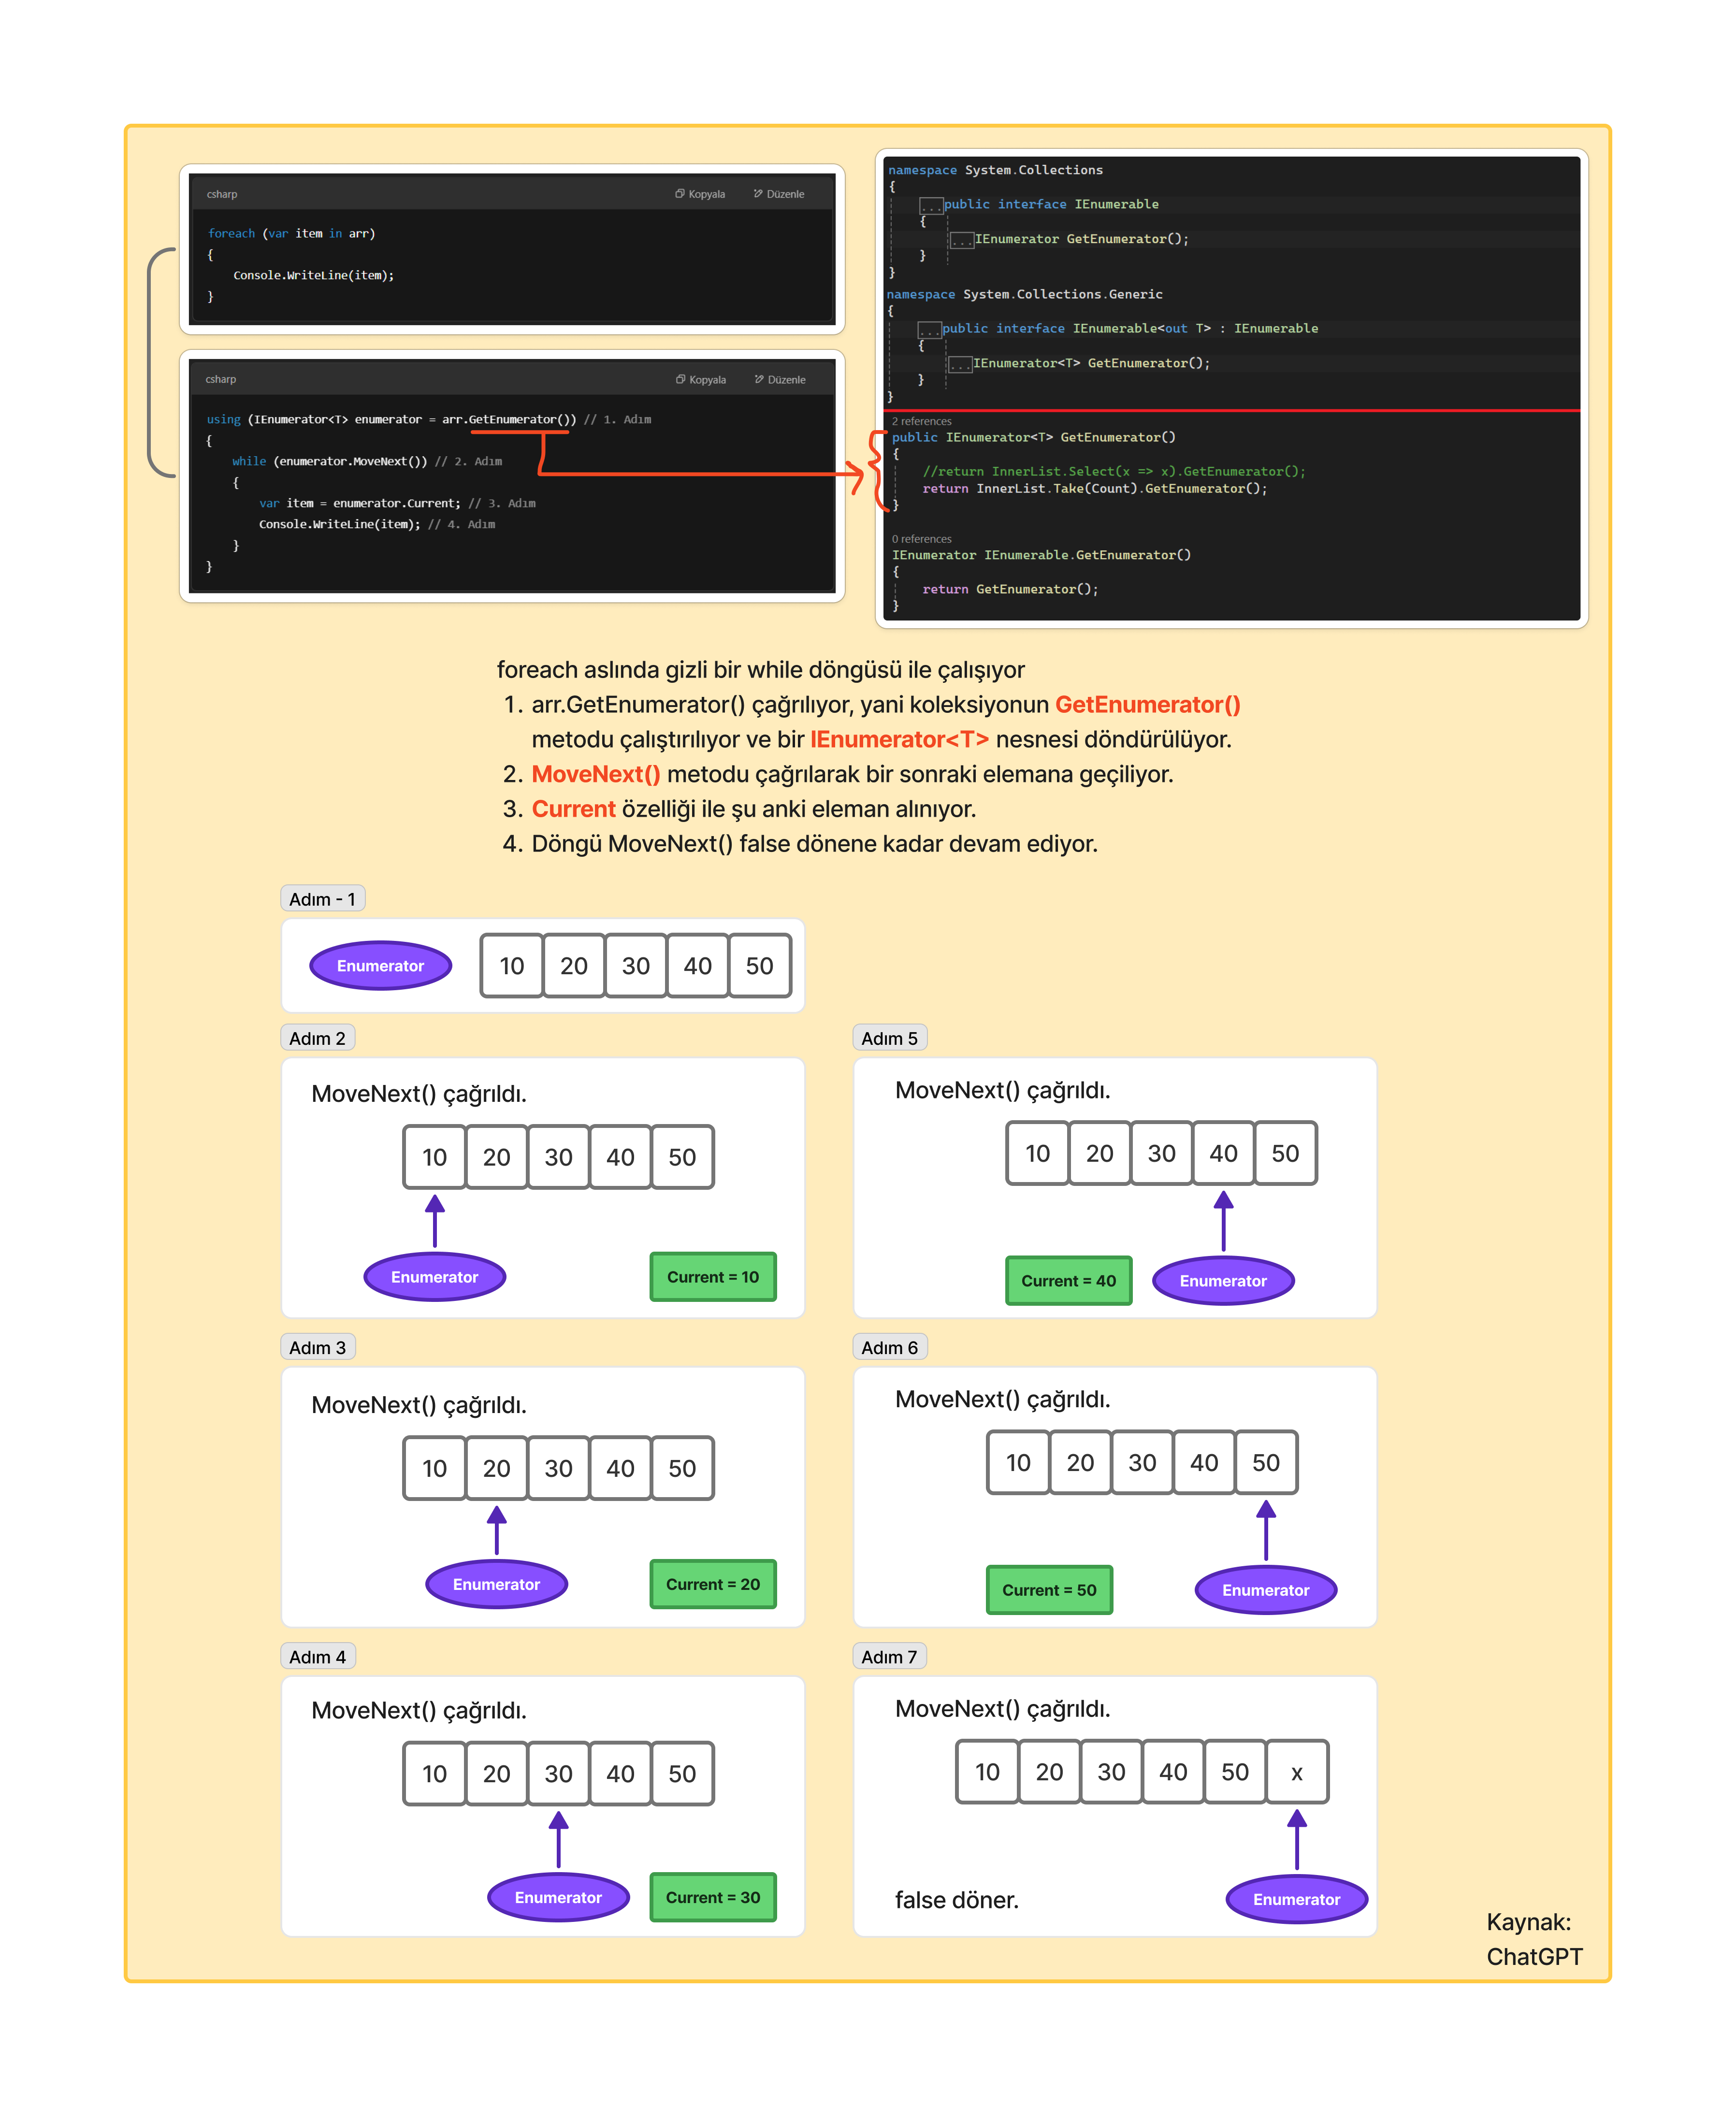 csharp
Kopyala
Düzenle
foreach (var item in arr)
{
Console.WriteLine(item);
}
csharp
Kopyala
Düzenle
using (IEnumerator<T> enumerator = arr.GetEnumerator()) // 1. Adım
{
while (enumerator.MoveNext()) // 2. Adım
{
var item = enumerator.Current; // 3. Adım
Console.WriteLine(item); // 4. Adım
}
}
namespace System.Collections
{
...public interface IEnumerable
{
...IEnumerator GetEnumerator();
}
}
namespace System.Collections.Generic
{
...public interface IEnumerable<out T> : IEnumerable
{
...IEnumerator<T> GetEnumerator();
}
}
2 references
public IEnumerator<T> GetEnumerator()
{
//return InnerList.Select(x => x).GetEnumerator();
return InnerList.Take(Count).GetEnumerator();
}
0 references
IEnumerator IEnumerable.GetEnumerator()
{
return GetEnumerator();
}
foreach aslında gizli bir while döngüsü ile çalışıyor
1. arr.GetEnumerator() çağrılıyor, yani koleksiyonun GetEnumerator()
metodu çalıştırılıyor ve bir IEnumerator<T> nesnesi döndürülüyor.
2. MoveNext() metodu çağrılarak bir sonraki elemana geçiliyor.
3. Current özelliği ile şu anki eleman alınıyor.
4. Döngü MoveNext() false dönene kadar devam ediyor.
Adım - 1
Enumerator
10 20 30 40 50
Adım 2
MoveNext() çağrıldı.
10 20 30 40 50
Enumerator
Current = 10
Adım 3
MoveNext() çağrıldı.
10 20 30 40 50
Enumerator
Current = 20
Adım 4
MoveNext() çağrıldı.
10 20 30 40 50
Enumerator
Current = 30
Adım 5
MoveNext() çağrıldı.
10 20 30 40 50
Current = 40
Enumerator
Adım 6
MoveNext() çağrıldı.
10 20 30 40 50
Current = 50
Enumerator
Adım 7
MoveNext() çağrıldı.
10 20 30 40 50 x
false döner.
Enumerator
Kaynak:
ChatGPT